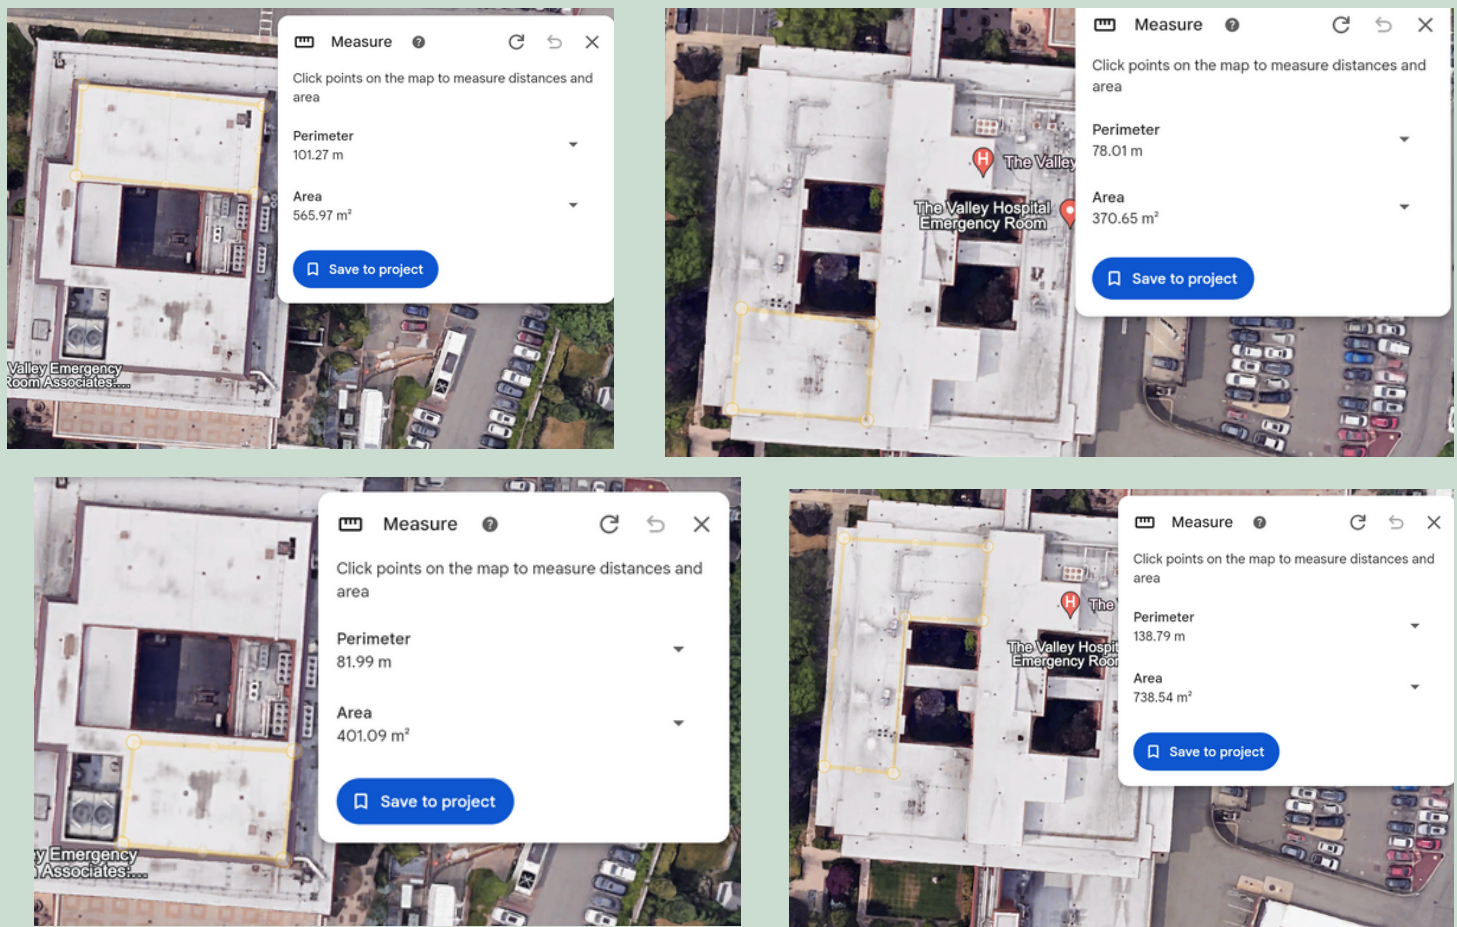 Measure
Click points on the map to measure distances and
area
Perimeter
101.27 m
Area
565.97 m²
Save to project
Valley Emergency
Room Associates:...
Measure
Click points on the map to measure distances and
area
Perimeter
78.01 m
Area
370.65 m²
Save to project
H
The Valley
The Valley Hospital
Emergency Room
Measure
Click points on the map to measure distances and
area
Perimeter
81.99 m
Area
401.09 m²
Save to project
ey Emergency
Associates:...
Measure
Click points on the map to measure distances and
area
Perimeter
138.79 m
Area
738.54 m²
Save to project
H
The
The Valley Hospit
Emergency Roor